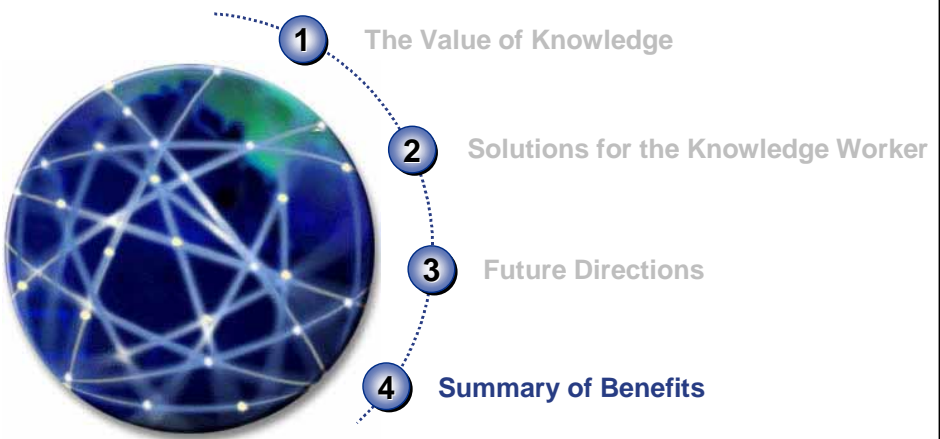 1 The Value of Knowledge
2 Solutions for the Knowledge Worker
3 Future Directions
4 Summary of Benefits